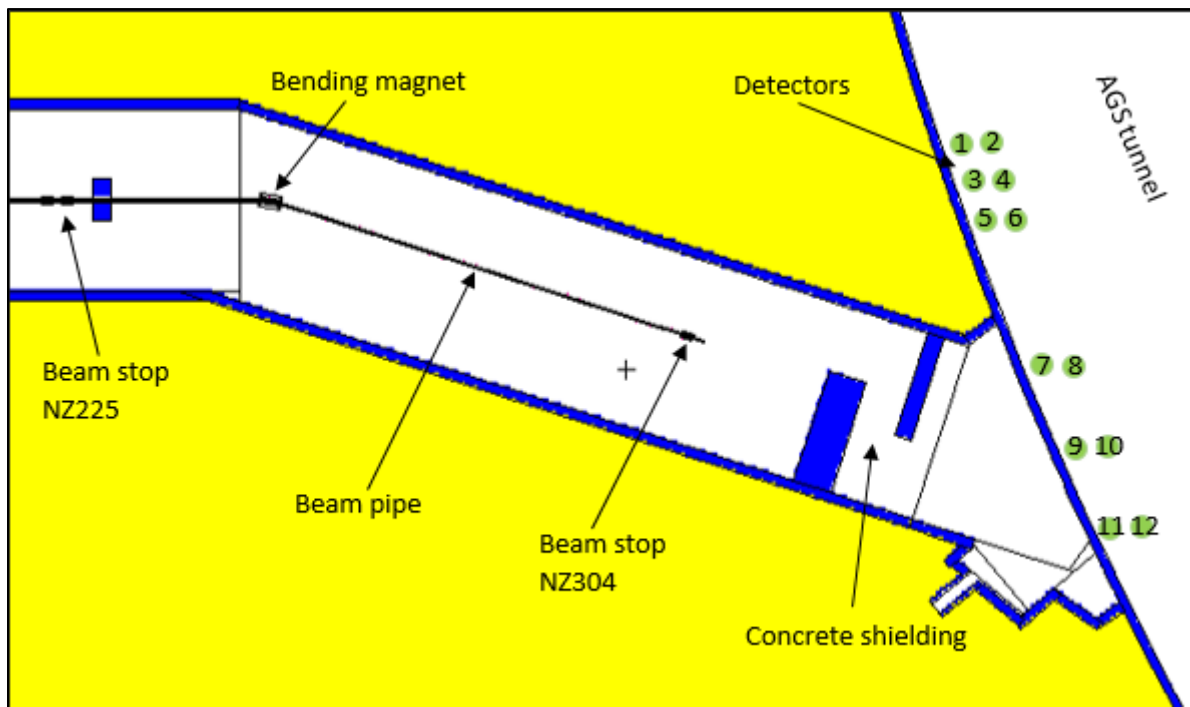 Bending magnet
Detectors
AGS tunnel
1 2
3 4
5 6
7 8
9 10
11 12
Beam stop
NZ225
Beam pipe
Beam stop
NZ304
Concrete shielding